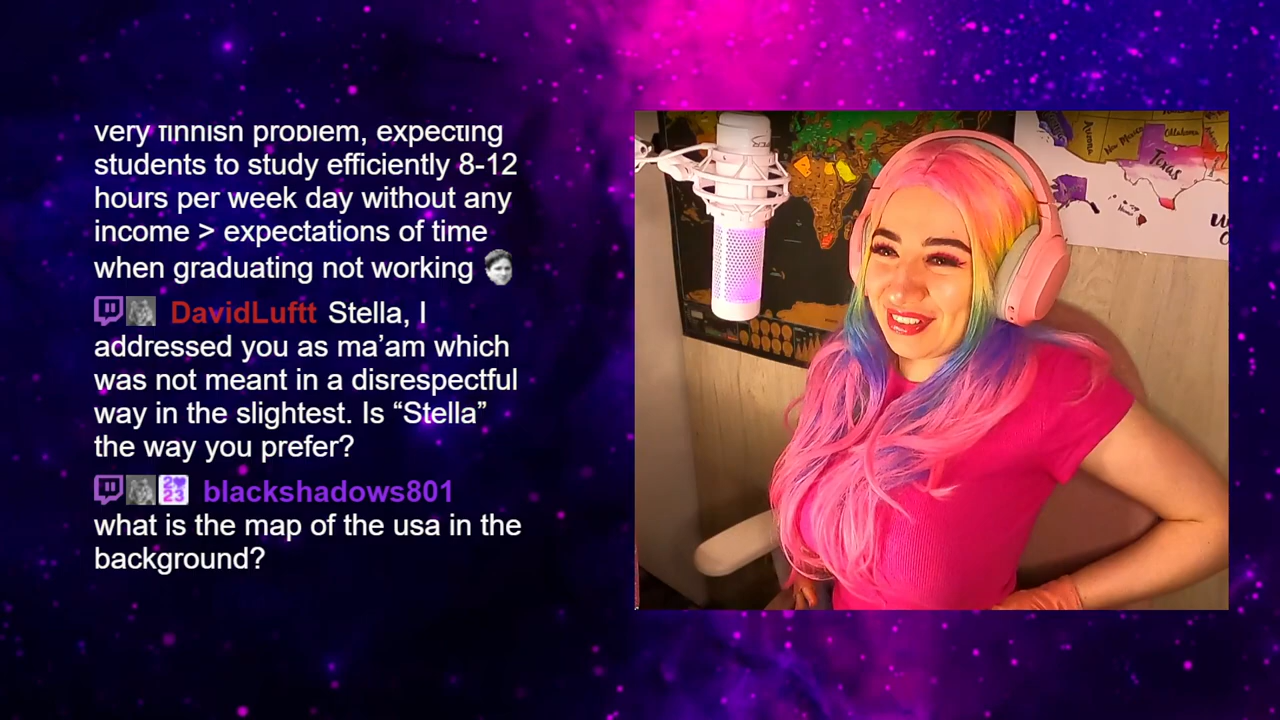 very finnish problem, expecting
students to study efficiently 8-12
hours per week day without any
income > expectations of time
when graduating not working
DavidLuftt Stella, I
addressed you as ma’am which
was not meant in a disrespectful
way in the slightest. Is “Stella”
the way you prefer?
2 23 blackshadows801
what is the map of the usa in the
background?
Arizona
New Mexico
Oklahoma
Texas